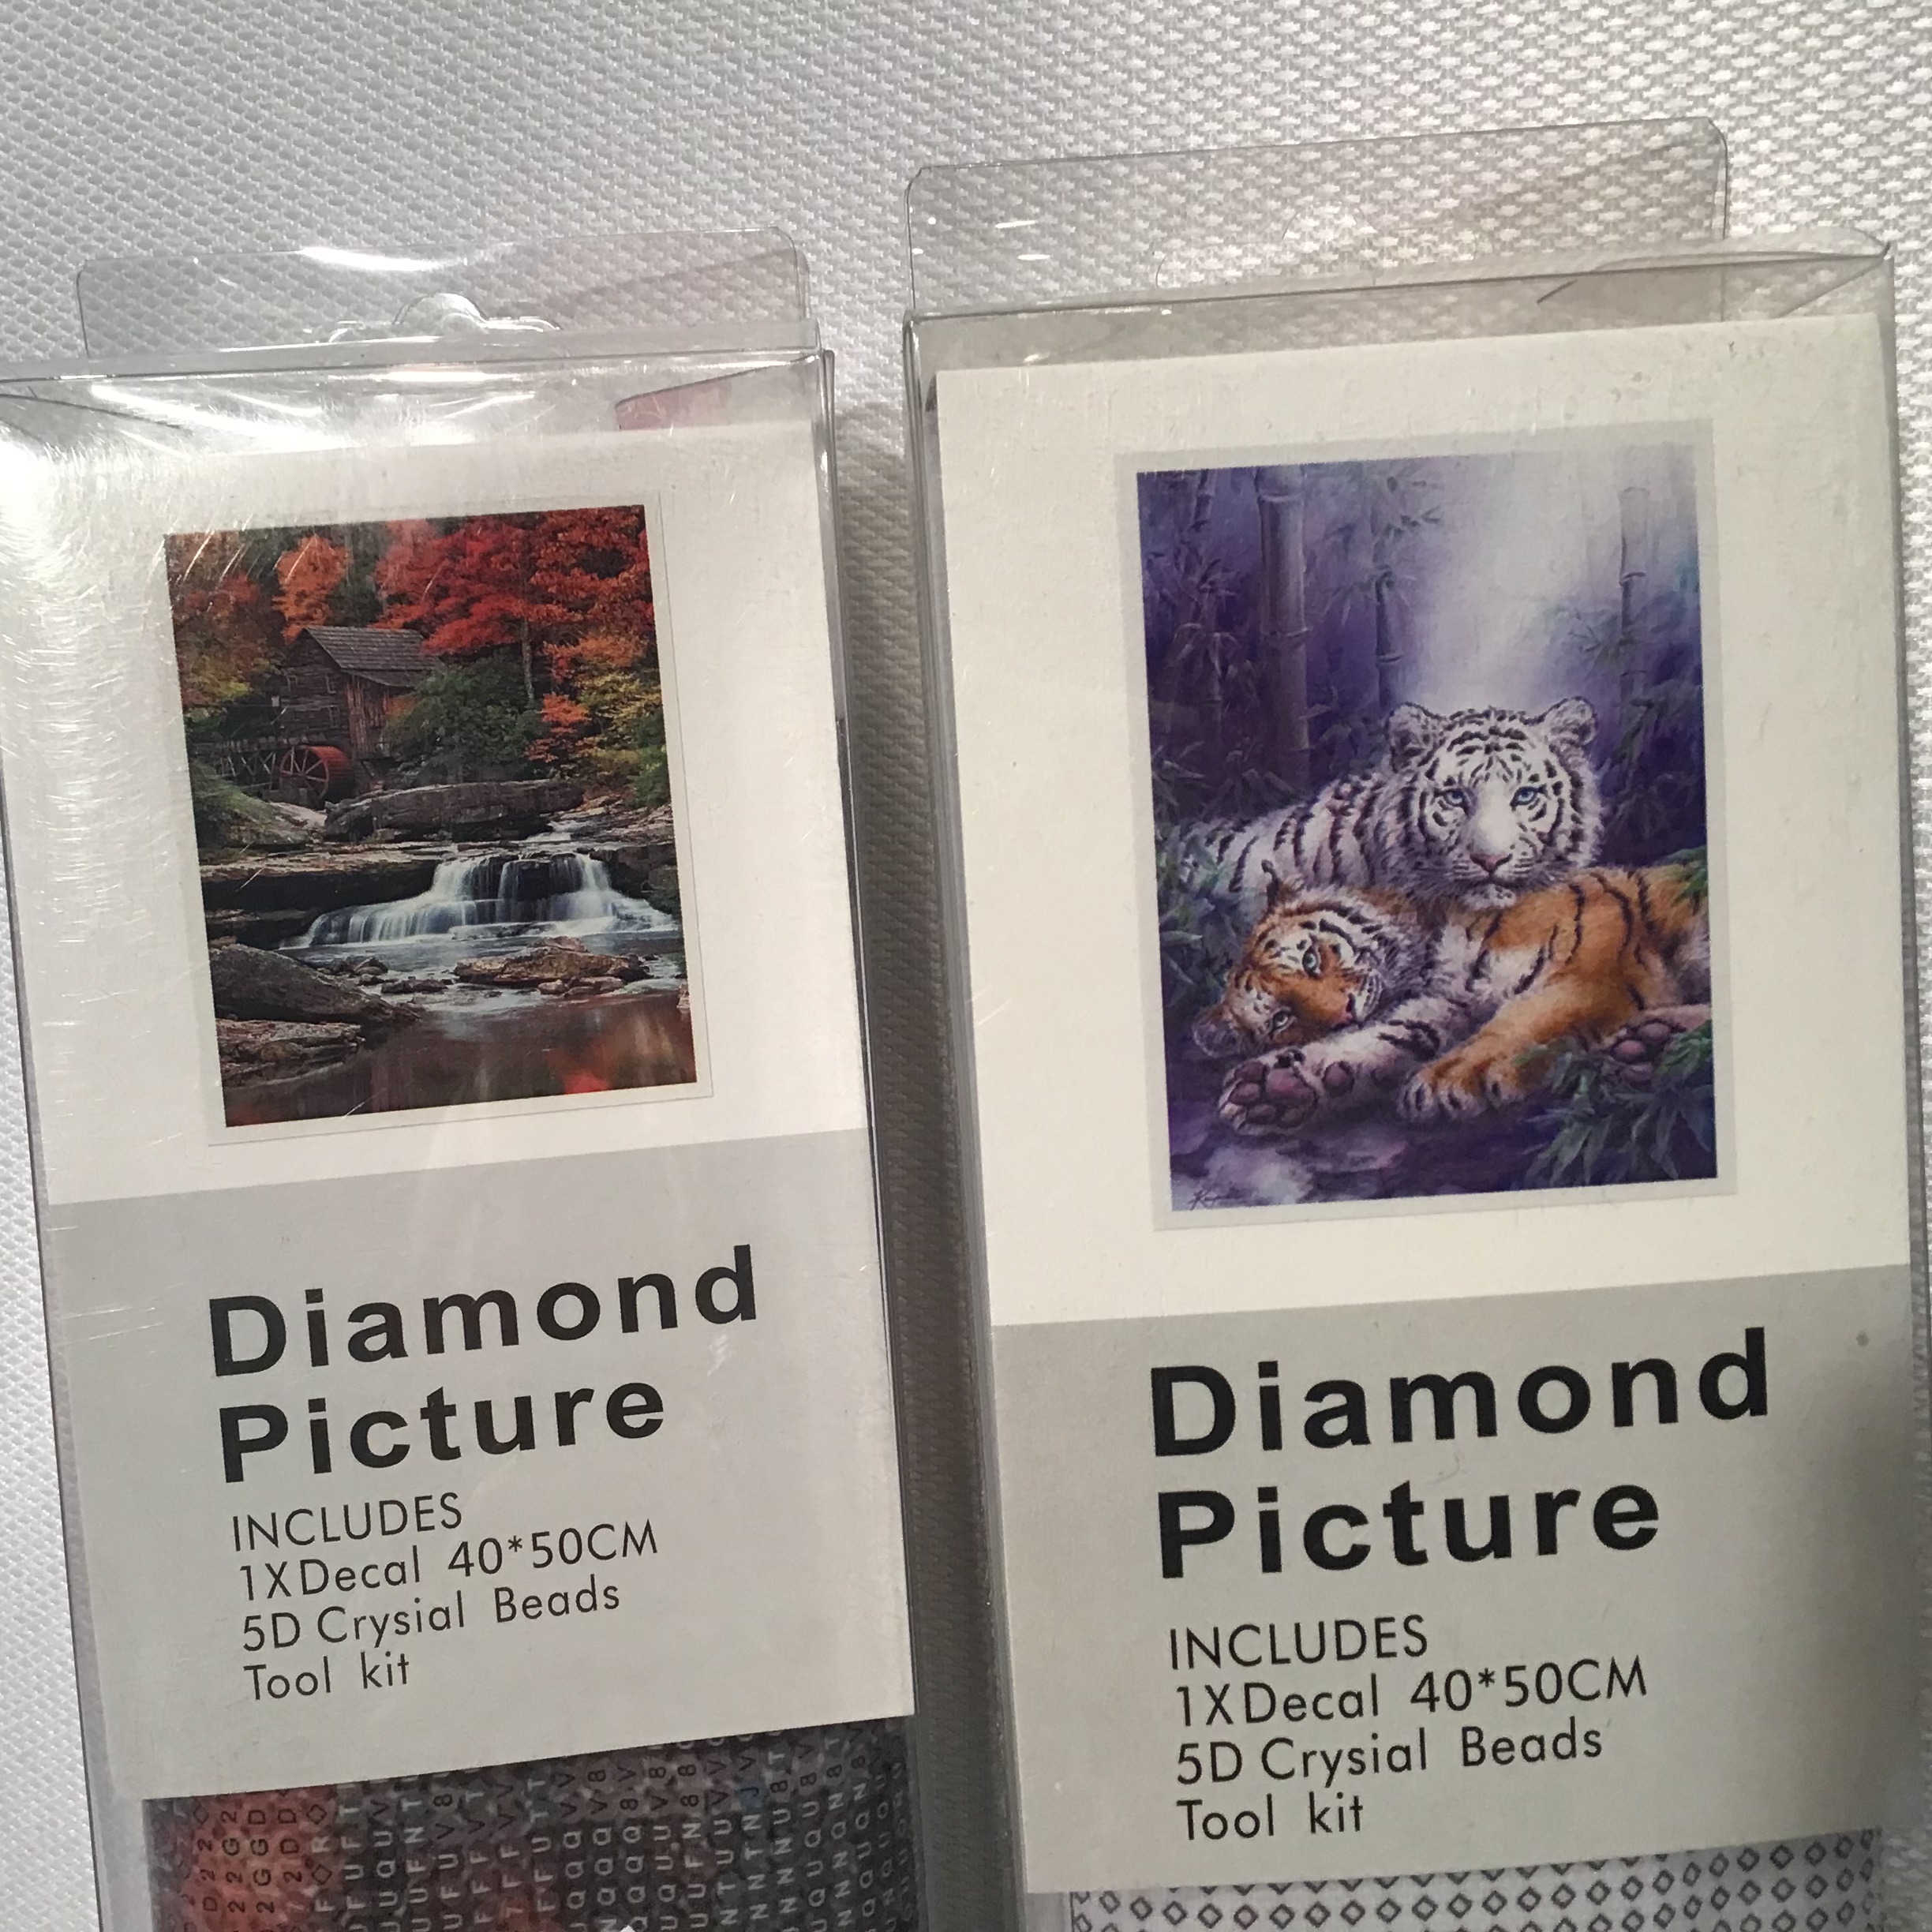 Diamond
Picture
INCLUDES
1XDecal 40*50CM
5D Crysial Beads
Tool kit
Diamond
Picture
INCLUDES
1XDecal 40*50CM
5D Crysial Beads
Tool kit